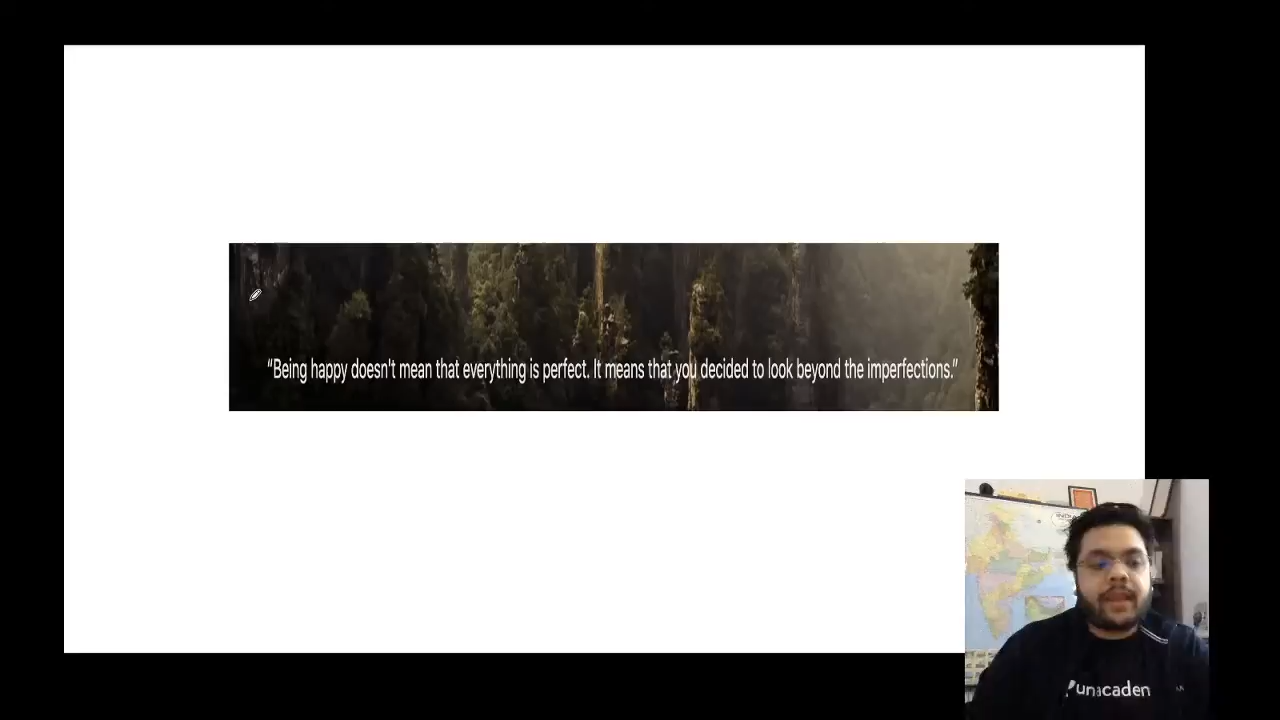 “Being happy doesn't mean that everything is perfect. It means that you decided to look beyond the imperfections.”
unacaden